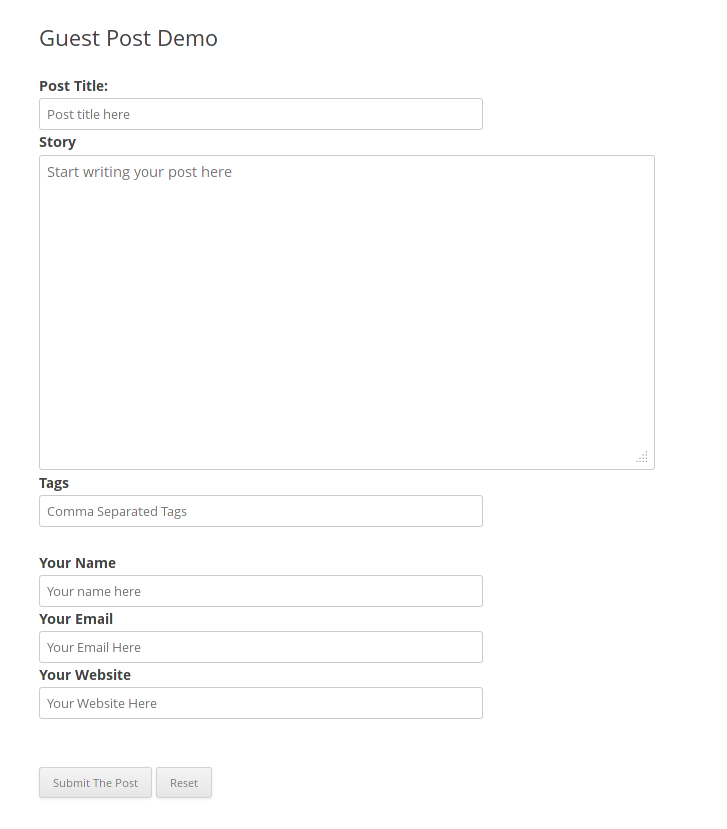 Guest Post Demo
Post Title:
Post title here
Story
Start writing your post here
Tags
Comma Separated Tags
Your Name
Your name here
Your Email
Your Email Here
Your Website
Your Website Here
Submit The Post Reset